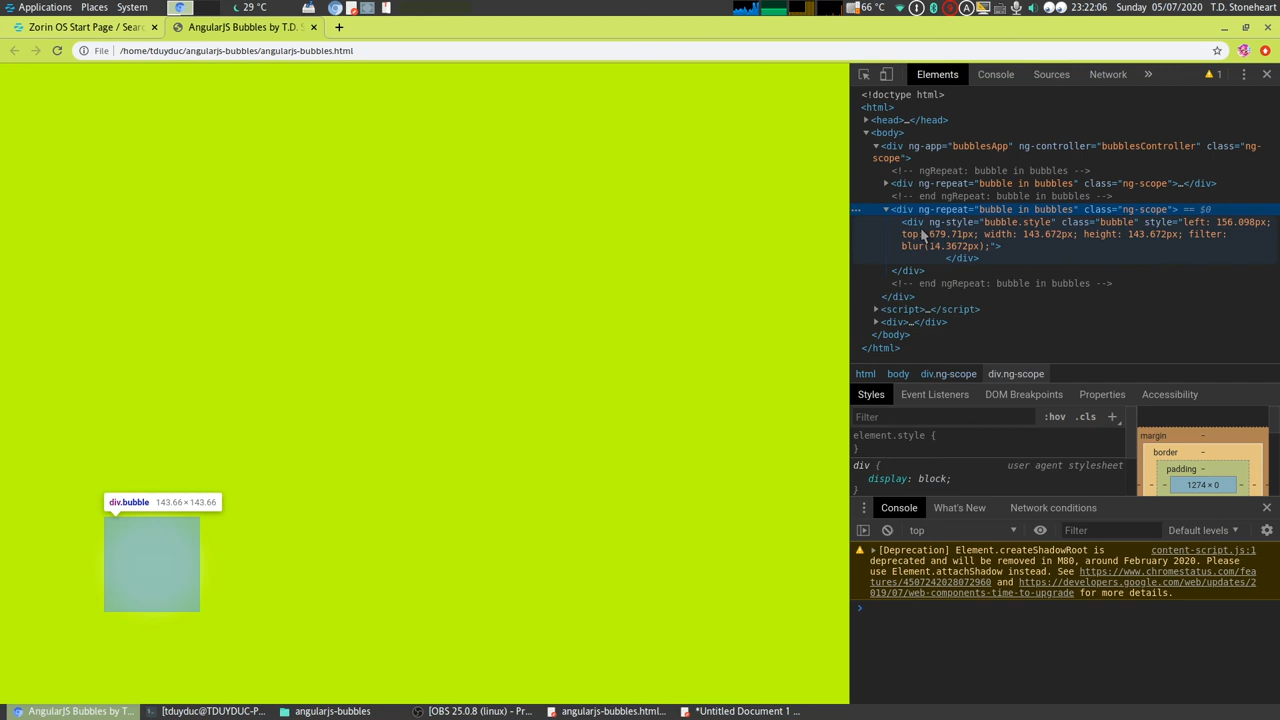 Applications Places System 29 °C 66 °C 9 A 22:22:06 Sunday 05/07/2020 T.D. Stoneheart
Zorin OS Start Page / Sear × AngularJS Bubbles by T.D. S × +
File /home/tduyduc/angularjs-bubbles/angularjs-bubbles.html
Elements Console Sources Network » 1
<!doctype html>
<html>
<head>…</head>
<body>
<div ng-app="bubblesApp" ng-controller="bubblesController" class="ng-
scope">
<!-- ngRepeat: bubble in bubbles -->
<div ng-repeat="bubble in bubbles" class="ng-scope">…</div>
<!-- end ngRepeat: bubble in bubbles -->
<div ng-repeat="bubble in bubbles" class="ng-scope"> == $0
<div ng-style="bubble.style" class="bubble" style="left: 156.098px;
top: 679.71px; width: 143.672px; height: 143.672px; filter:
blur(14.3672px);">
</div>
</div>
<!-- end ngRepeat: bubble in bubbles -->
</div>
<script>…</script>
<div>…</div>
</body>
</html>
html body div.ng-scope div.ng-scope
Styles Event Listeners DOM Breakpoints Properties Accessibility
Filter :hov .cls +
element.style {
}
div { user agent stylesheet
display: block;
}
margin -
border -
padding -
1274 × 0
div.bubble 143.66 × 143.66
Console What's New Network conditions
top Filter Default levels
[Deprecation] Element.createShadowRoot is content-script.js:1
deprecated and will be removed in M80, around February 2020. Please
use Element.attachShadow instead. See https://www.chromestatus.com/fea
tures/4507242028072960 and https://developers.google.com/web/updates/2
019/07/web-components-time-to-upgrade for more details.
AngularJS Bubbles by T... [tduyduc@TDUYDUC-P... angularjs-bubbles [OBS 25.0.8 (linux) - Pr... angularjs-bubbles.html... *Untitled Document 1 ...